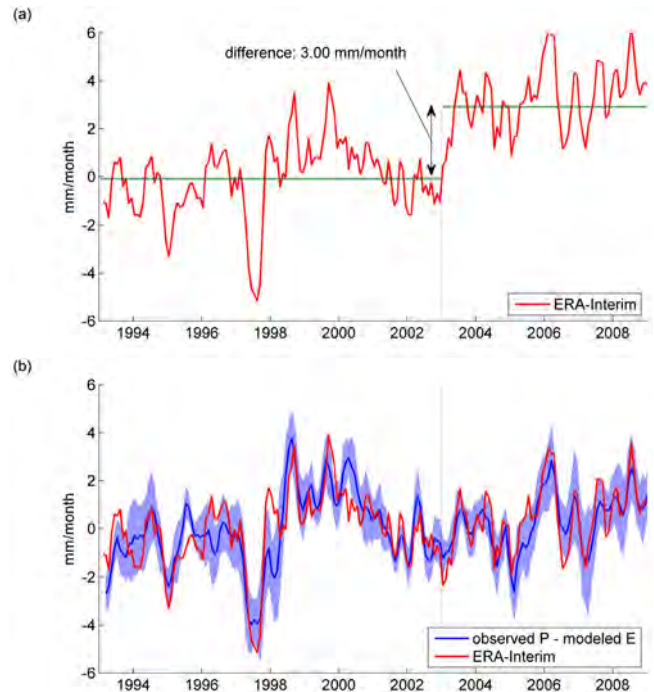 (a)
6
difference: 3.00 mm/month
4
2
0
-2
-4
-6
mm/month
ERA-Interim
1994 1996 1998 2000 2002 2004 2006 2008
(b)
6
4
2
0
-2
-4
-6
mm/month
observed P - modeled E
ERA-Interim
1994 1996 1998 2000 2002 2004 2006 2008